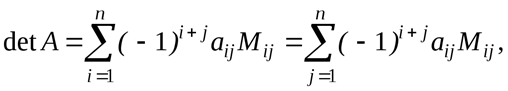 det A = ∑_{i=1}^{n} (-1)^{i+j} a_{ij} M_{ij} = ∑_{j=1}^{n} (-1)^{i+j} a_{ij} M_{ij},